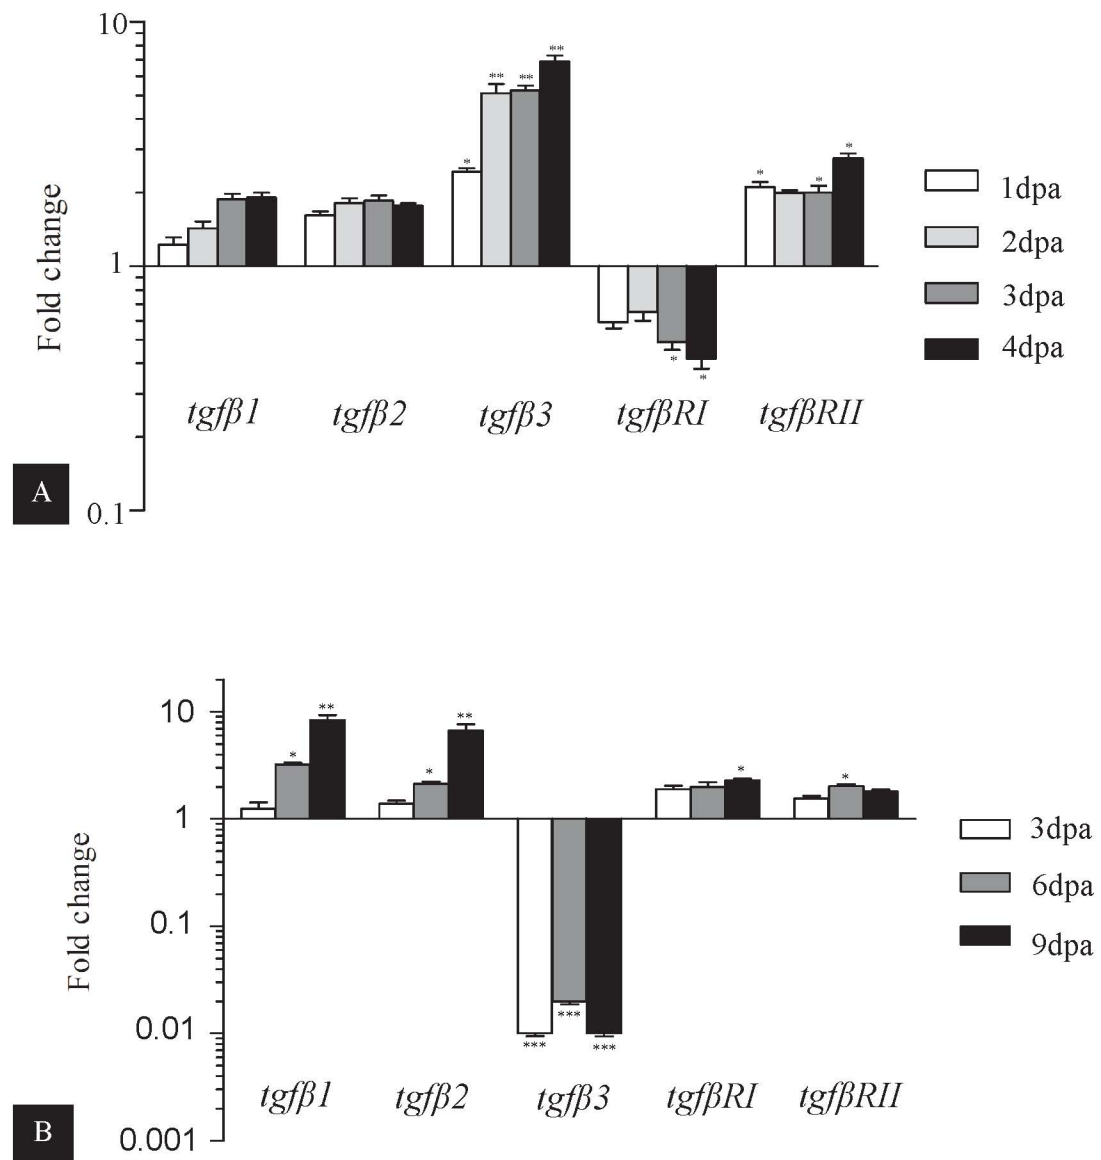 10
1
0.1
Fold change
* ** ** **
* *
* * *
tgfβ1 tgfβ2 tgfβ3 tgfβRI tgfβRII
1dpa
2dpa
3dpa
4dpa
A
10
1
0.1
0.01
0.001
Fold change
* **
* **
*** *** ***
*
*
tgfβ1 tgfβ2 tgfβ3 tgfβRI tgfβRII
3dpa
6dpa
9dpa
B